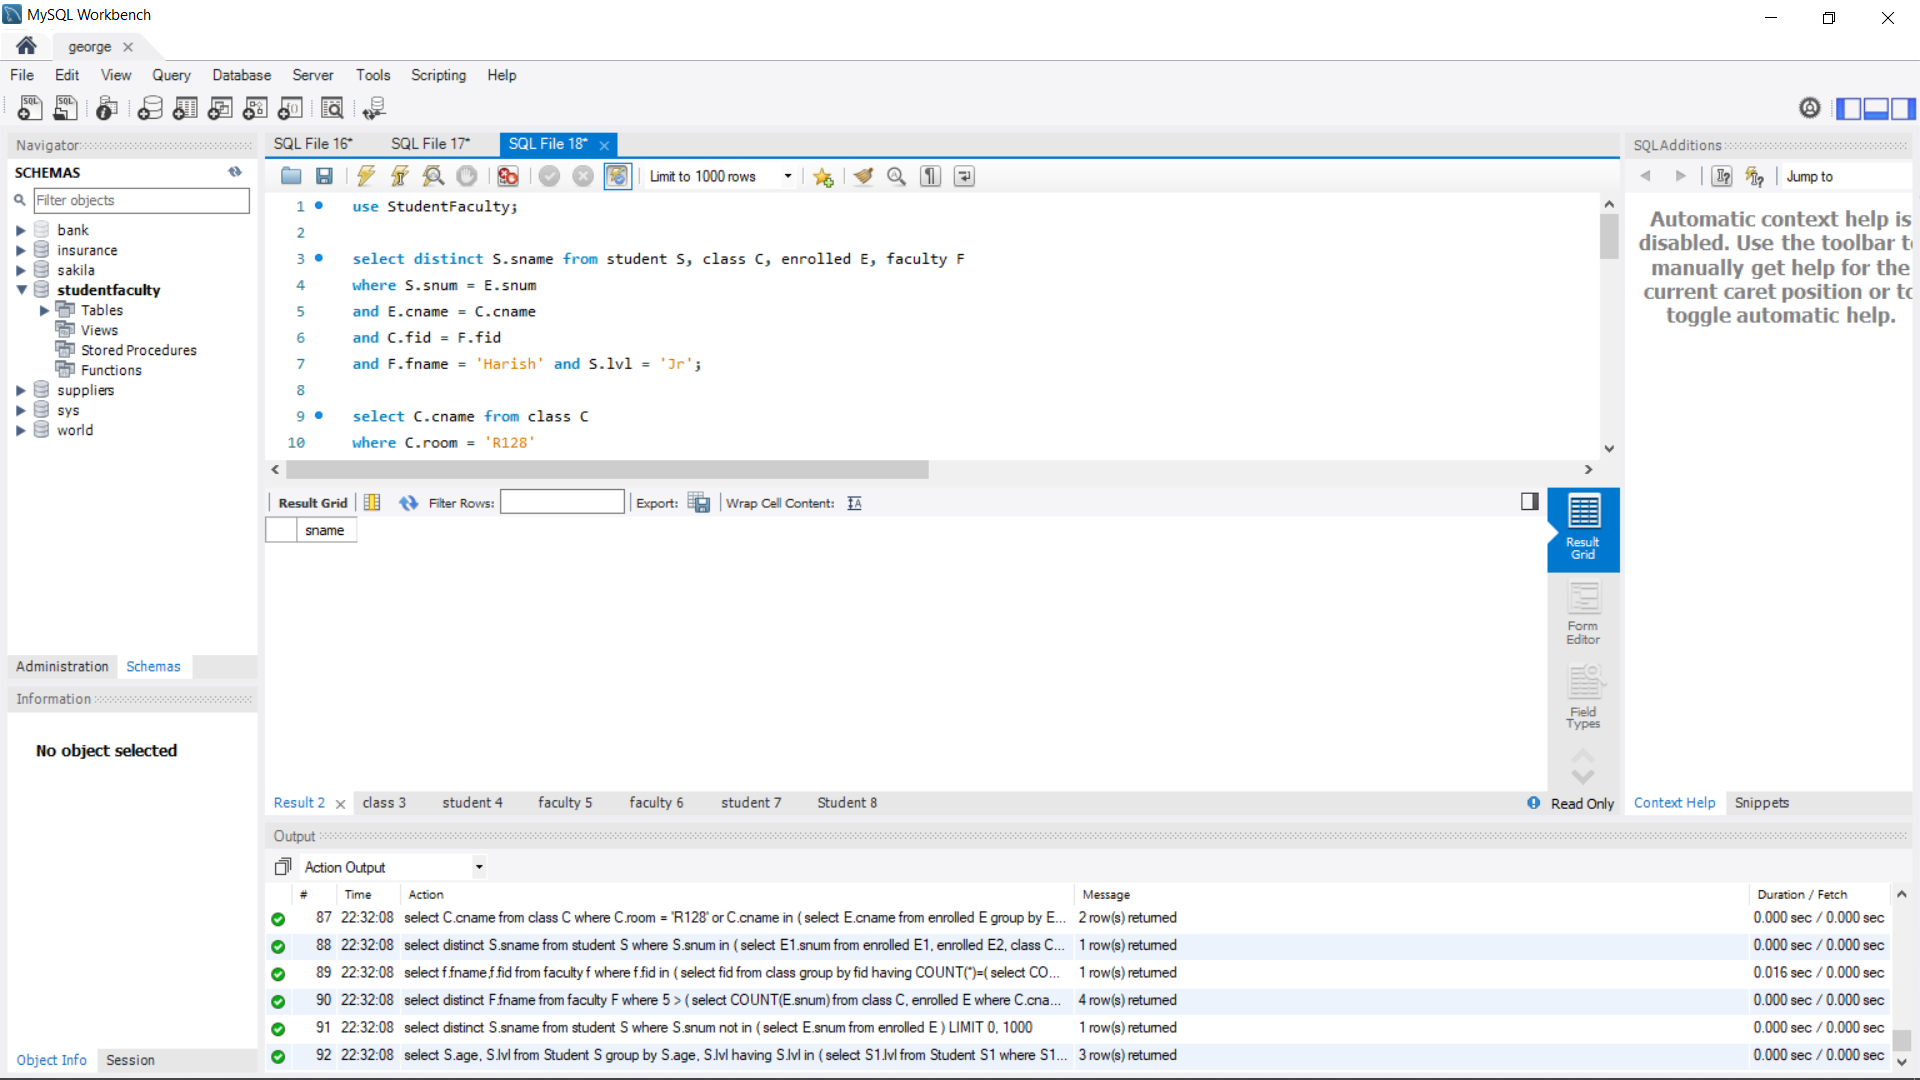 MySQL Workbench
george
File Edit View Query Database Server Tools Scripting Help
Navigator
SCHEMAS
Filter objects
bank
insurance
sakila
studentfaculty
Tables
Views
Stored Procedures
Functions
suppliers
sys
world
Administration Schemas
Information
No object selected
Object Info Session
SQL File 16* SQL File 17* SQL File 18*
Limit to 1000 rows
1 use StudentFaculty;
2
3 select distinct S.sname from student S, class C, enrolled E, faculty F
4 where S.snum = E.snum
5 and E.cname = C.cname
6 and C.fid = F.fid
7 and F.fname = 'Harish' and S.lvl = 'Jr';
8
9 select C.cname from class C
10 where C.room = 'R128'
Result Grid Filter Rows: Export: Wrap Cell Content:
sname
Result Grid
Form Editor
Field Types
Result 2 class 3 student 4 faculty 5 faculty 6 student 7 Student 8
Read Only
SQLAdditions
Jump to
Automatic context help is
disabled. Use the toolbar t
manually get help for the
current caret position or to
toggle automatic help.
Context Help Snippets
Output
Action Output
# Time Action Message Duration / Fetch
87 22:32:08 select C.cname from class C where C.room = 'R128' or C.cname in ( select E.cname from enrolled E group by E... 2 row(s) returned 0.000 sec / 0.000 sec
88 22:32:08 select distinct S.sname from student S where S.snum in ( select E1.snum from enrolled E1, enrolled E2, class C... 1 row(s) returned 0.000 sec / 0.000 sec
89 22:32:08 select f.fname,f.fid from faculty f where f.fid in ( select fid from class group by fid having COUNT(*)=( select CO... 1 row(s) returned 0.016 sec / 0.000 sec
90 22:32:08 select distinct F.fname from faculty F where 5 > ( select COUNT(E.snum) from class C, enrolled E where C.cna... 4 row(s) returned 0.000 sec / 0.000 sec
91 22:32:08 select distinct S.sname from student S where S.snum not in ( select E.snum from enrolled E ) LIMIT 0, 1000 1 row(s) returned 0.000 sec / 0.000 sec
92 22:32:08 select S.age, S.lvl from Student S group by S.age, S.lvl having S.lvl in ( select S1.lvl from Student S1 where S1... 3 row(s) returned 0.000 sec / 0.000 sec